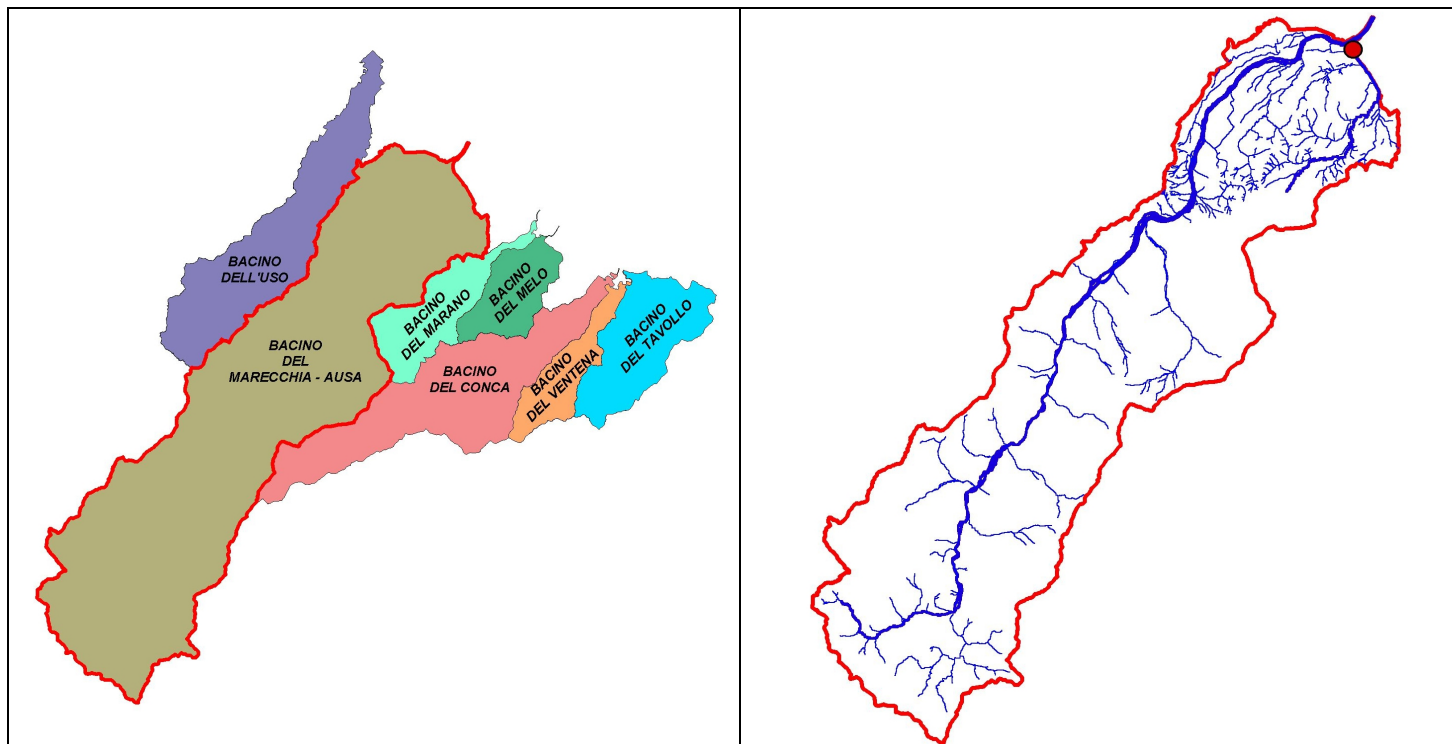 BACINO
DELL'USO
BACINO
DEL
MARECCHIA - AUSA
BACINO
DEL MARANO
BACINO
DEL MELO
BACINO
DEL CONCA
BACINO
DEL VENTENA
BACINO
DEL TAVOLLO